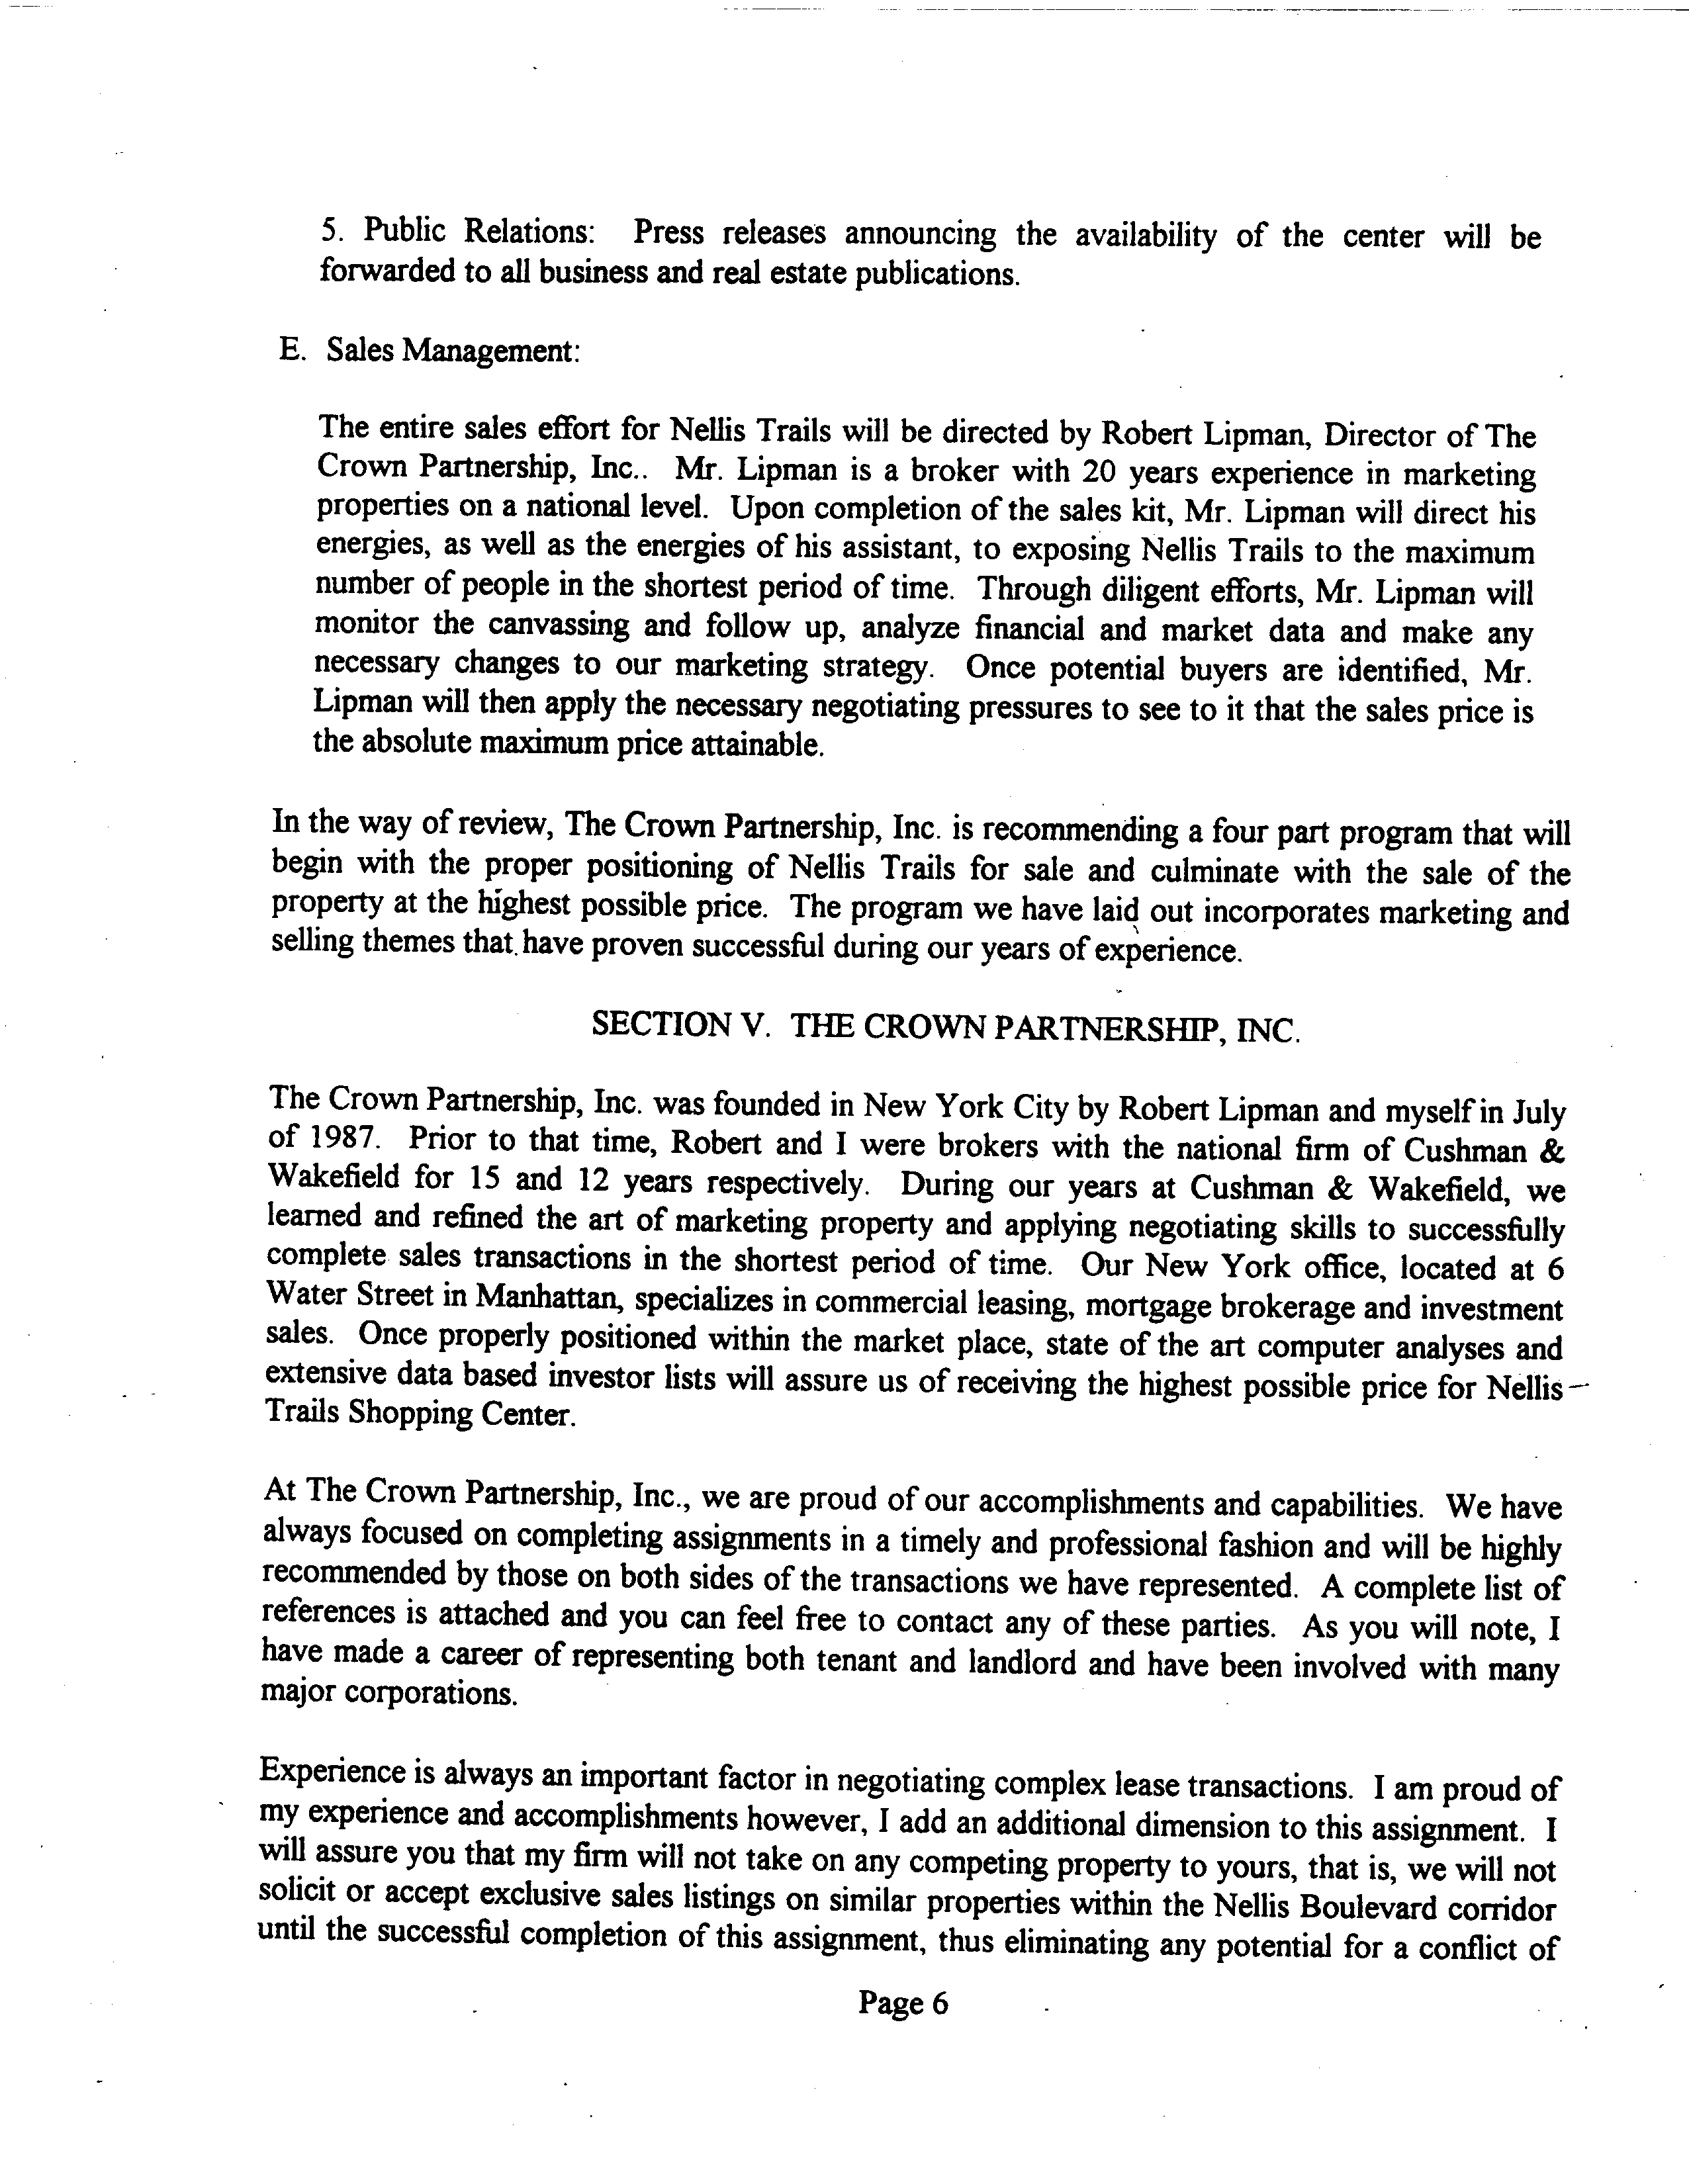 5. Public Relations: Press releases announcing the availability of the center will be
forwarded to all business and real estate publications.
E. Sales Management:
The entire sales effort for Nellis Trails will be directed by Robert Lipman, Director of The
Crown Partnership, Inc.. Mr. Lipman is a broker with 20 years experience in marketing
properties on a national level. Upon completion of the sales kit, Mr. Lipman will direct his
energies, as well as the energies of his assistant, to exposing Nellis Trails to the maximum
number of people in the shortest period of time. Through diligent efforts, Mr. Lipman will
monitor the canvassing and follow up, analyze financial and market data and make any
necessary changes to our marketing strategy. Once potential buyers are identified, Mr.
Lipman will then apply the necessary negotiating pressures to see to it that the sales price is
the absolute maximum price attainable.
In the way of review, The Crown Partnership, Inc. is recommending a four part program that will
begin with the proper positioning of Nellis Trails for sale and culminate with the sale of the
property at the highest possible price. The program we have laid out incorporates marketing and
selling themes that have proven successful during our years of experience.
SECTION V. THE CROWN PARTNERSHIP, INC.
The Crown Partnership, Inc. was founded in New York City by Robert Lipman and myself in July
of 1987. Prior to that time, Robert and I were brokers with the national firm of Cushman &
Wakefield for 15 and 12 years respectively. During our years at Cushman & Wakefield, we
learned and refined the art of marketing property and applying negotiating skills to successfully
complete sales transactions in the shortest period of time. Our New York office, located at 6
Water Street in Manhattan, specializes in commercial leasing, mortgage brokerage and investment
sales. Once properly positioned within the market place, state of the art computer analyses and
extensive data based investor lists will assure us of receiving the highest possible price for Nellis
Trails Shopping Center.
At The Crown Partnership, Inc., we are proud of our accomplishments and capabilities. We have
always focused on completing assignments in a timely and professional fashion and will be highly
recommended by those on both sides of the transactions we have represented. A complete list of
references is attached and you can feel free to contact any of these parties. As you will note, I
have made a career of representing both tenant and landlord and have been involved with many
major corporations.
Experience is always an important factor in negotiating complex lease transactions. I am proud of
my experience and accomplishments however, I add an additional dimension to this assignment. I
will assure you that my firm will not take on any competing property to yours, that is, we will not
solicit or accept exclusive sales listings on similar properties within the Nellis Boulevard corridor
until the successful completion of this assignment, thus eliminating any potential for a conflict of
Page 6